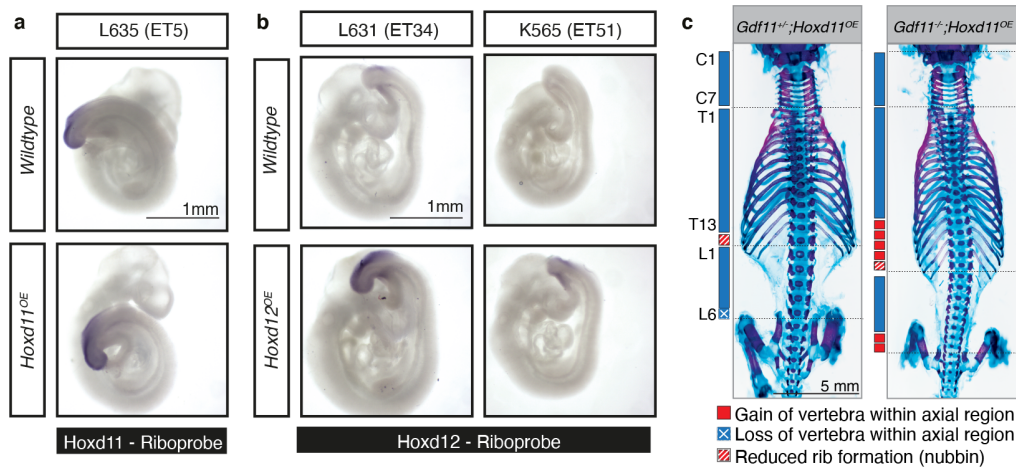 a
L635 (ET5)
Wildtype
1mm
Hoxd11OE
Hoxd11 - Riboprobe
b
L631 (ET34)
K565 (ET51)
Wildtype
1mm
Hoxd12OE
Hoxd12 - Riboprobe
c
Gdf11+/-;Hoxd11OE
Gdf11-/-;Hoxd11OE
C1
C7
T1
T13
L1
L6
5 mm
Gain of vertebra within axial region
Loss of vertebra within axial region
Reduced rib formation (nubbin)